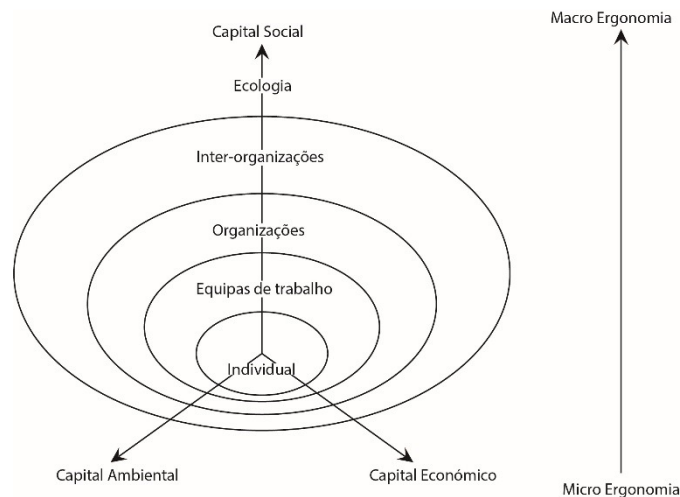 Macro Ergonomia
Capital Social
Ecologia
Inter-organizações
Organizações
Equipas de trabalho
Individual
Capital Ambiental
Capital Económico
Micro Ergonomia